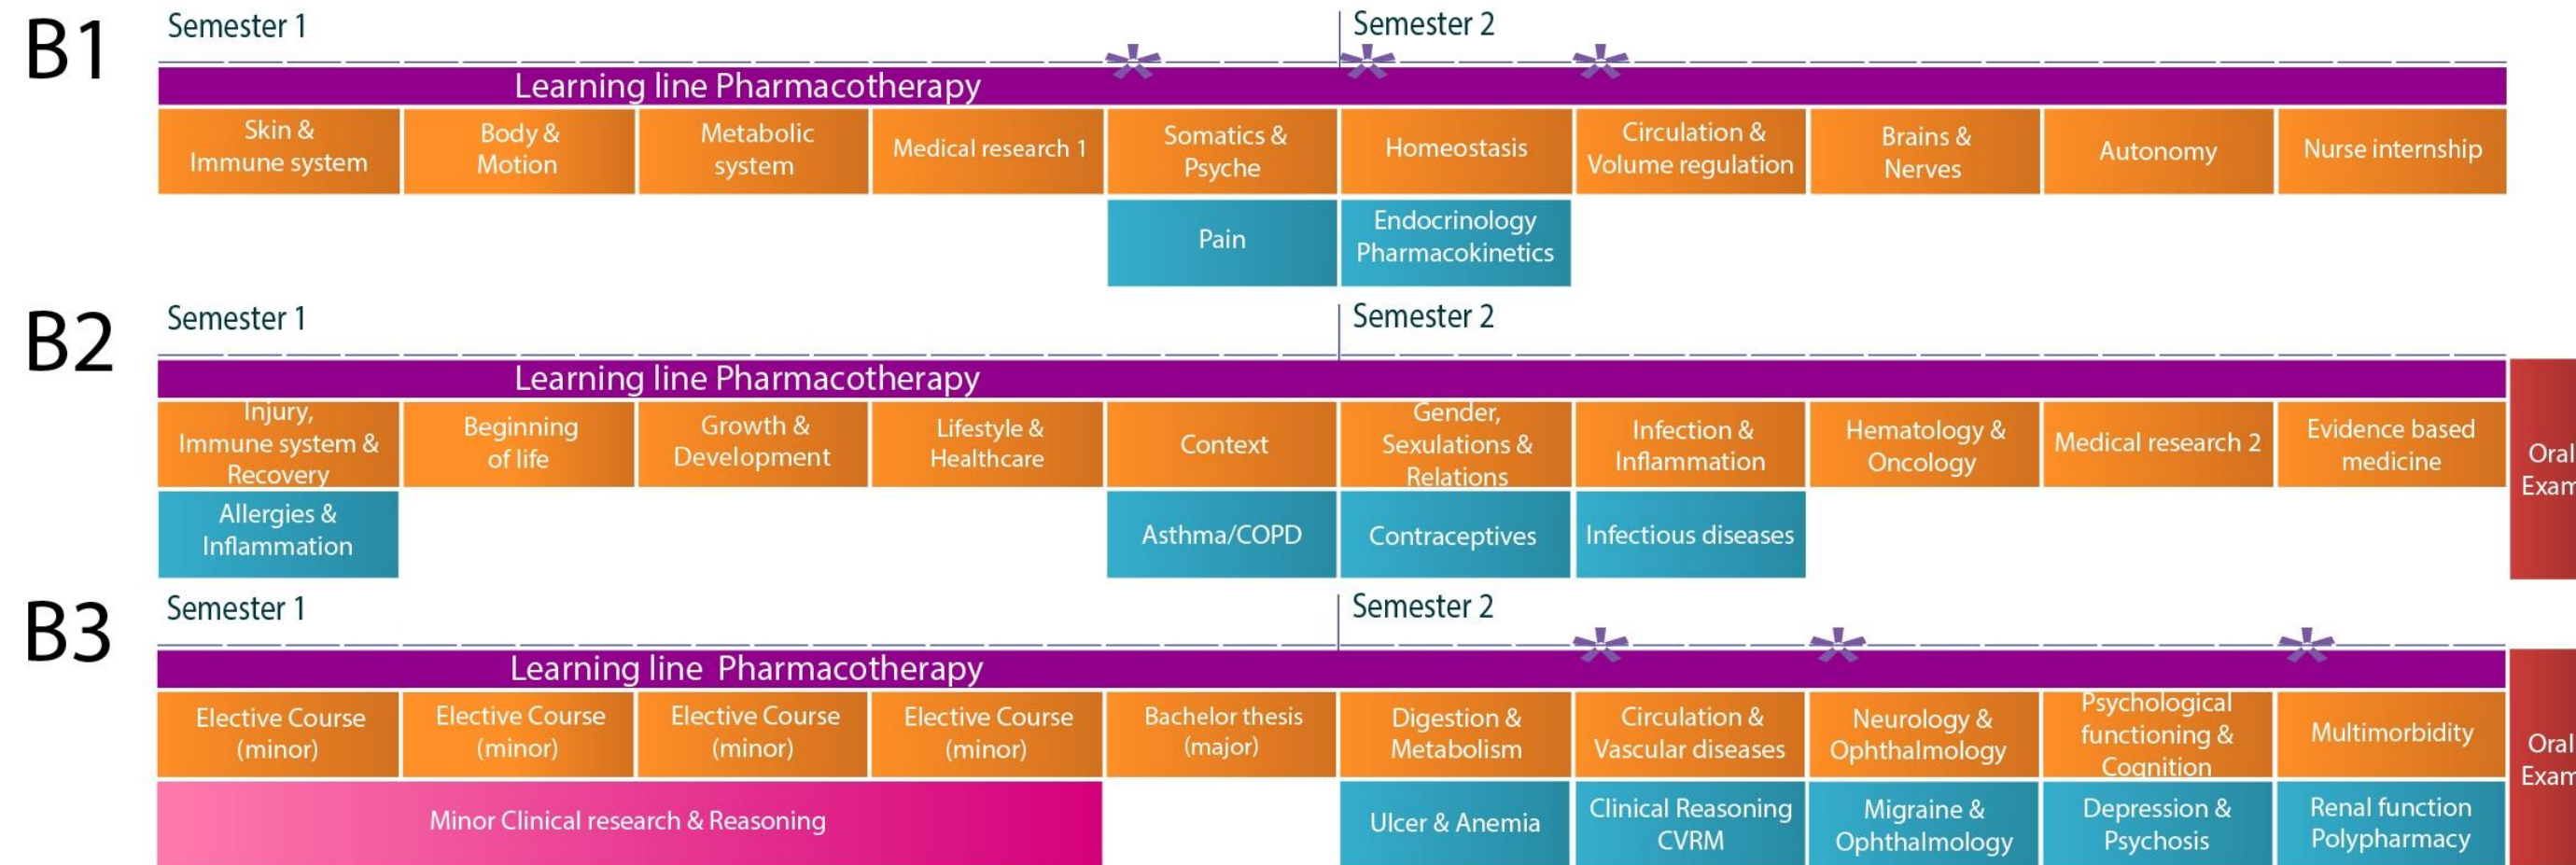 B1
Semester 1
Semester 2
*
*
*
Learning line Pharmacotherapy
Skin &
Immune system
Body &
Motion
Metabolic
system
Medical research 1
Somatics &
Psyche
Homeostasis
Circulation &
Volume regulation
Brains &
Nerves
Autonomy
Nurse internship
Pain
Endocrinology
Pharmacokinetics
B2
Semester 1
Semester 2
Learning line Pharmacotherapy
Injury,
Immune system &
Recovery
Beginning
of life
Growth &
Development
Lifestyle &
Healthcare
Context
Gender,
Sexulations &
Relations
Infection &
Inflammation
Hematology &
Oncology
Medical research 2
Evidence based
medicine
Oral
Exam
Allergies &
Inflammation
Asthma/COPD
Contraceptives
Infectious diseases
B3
Semester 1
Semester 2
*
*
*
Learning line Pharmacotherapy
Elective Course
(minor)
Elective Course
(minor)
Elective Course
(minor)
Elective Course
(minor)
Bachelor thesis
(major)
Digestion &
Metabolism
Circulation &
Vascular diseases
Neurology &
Ophthalmology
Psychological
functioning &
Cognition
Multimorbidity
Oral
Exam
Minor Clinical research & Reasoning
Ulcer & Anemia
Clinical Reasoning
CVRM
Migraine &
Ophthalmology
Depression &
Psychosis
Renal function
Polypharmacy